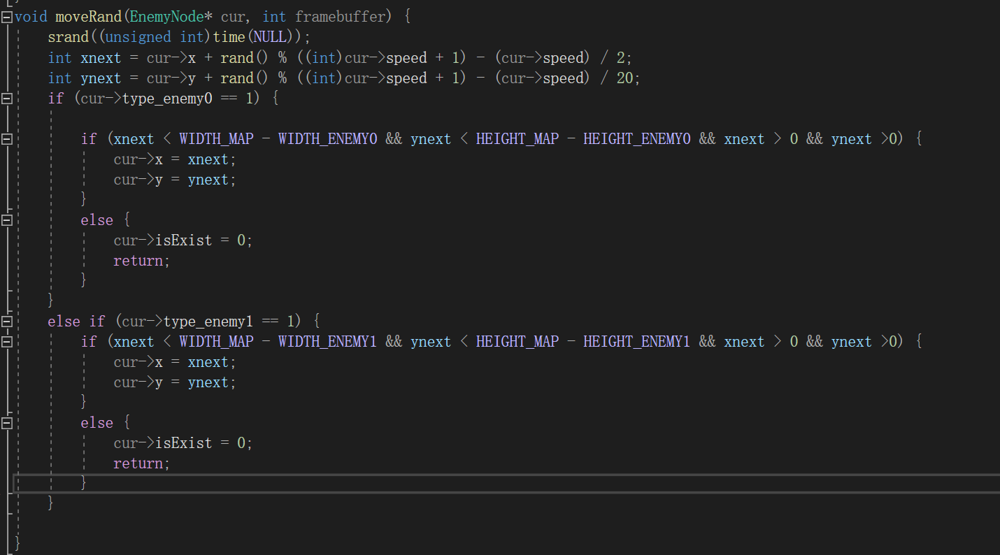 void moveRand(EnemyNode* cur, int framebuffer) {
srand((unsigned int)time(NULL));
int xnext = cur->x + rand() % ((int)cur->speed + 1) - (cur->speed) / 2;
int ynext = cur->y + rand() % ((int)cur->speed + 1) - (cur->speed) / 20;
if (cur->type_enemy0 == 1) {
if (xnext < WIDTH_MAP - WIDTH_ENEMY0 && ynext < HEIGHT_MAP - HEIGHT_ENEMY0 && xnext > 0 && ynext >0) {
cur->x = xnext;
cur->y = ynext;
}
else {
cur->isExist = 0;
return;
}
}
else if (cur->type_enemy1 == 1) {
if (xnext < WIDTH_MAP - WIDTH_ENEMY1 && ynext < HEIGHT_MAP - HEIGHT_ENEMY1 && xnext > 0 && ynext >0) {
cur->x = xnext;
cur->y = ynext;
}
else {
cur->isExist = 0;
return;
}
}
}